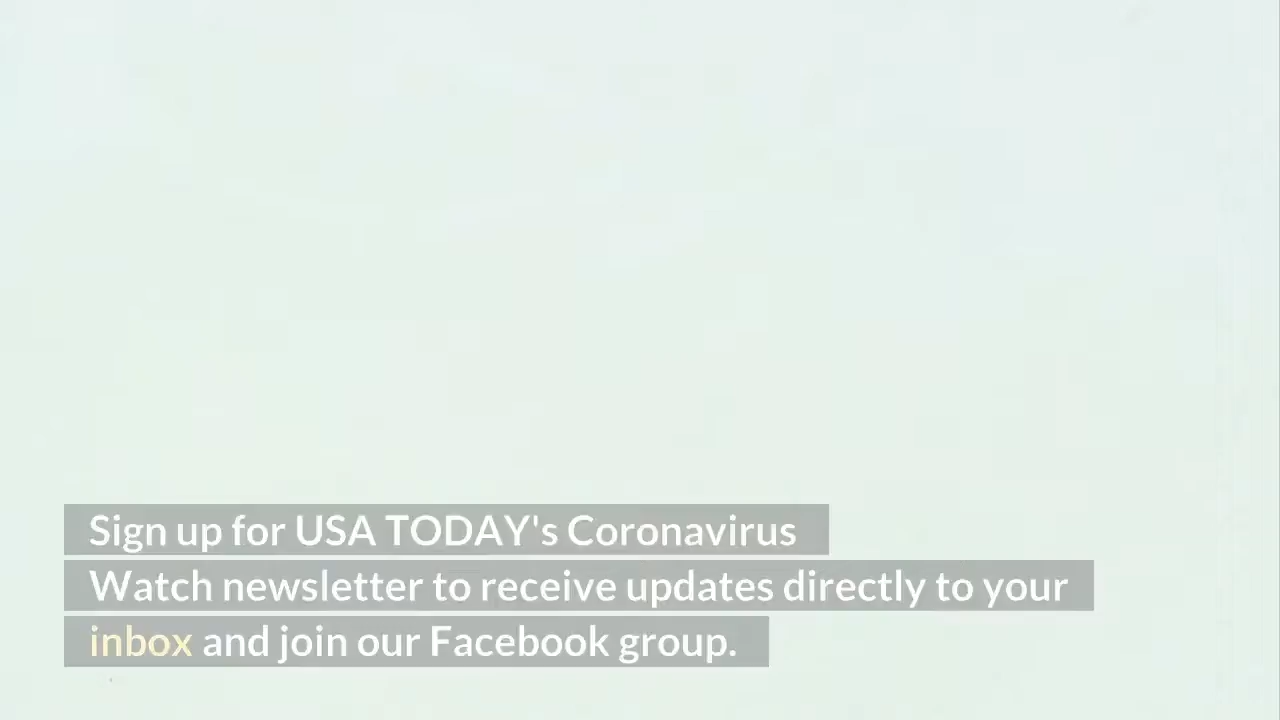 Sign up for USA TODAY's Coronavirus
Watch newsletter to receive updates directly to your
inbox and join our Facebook group.